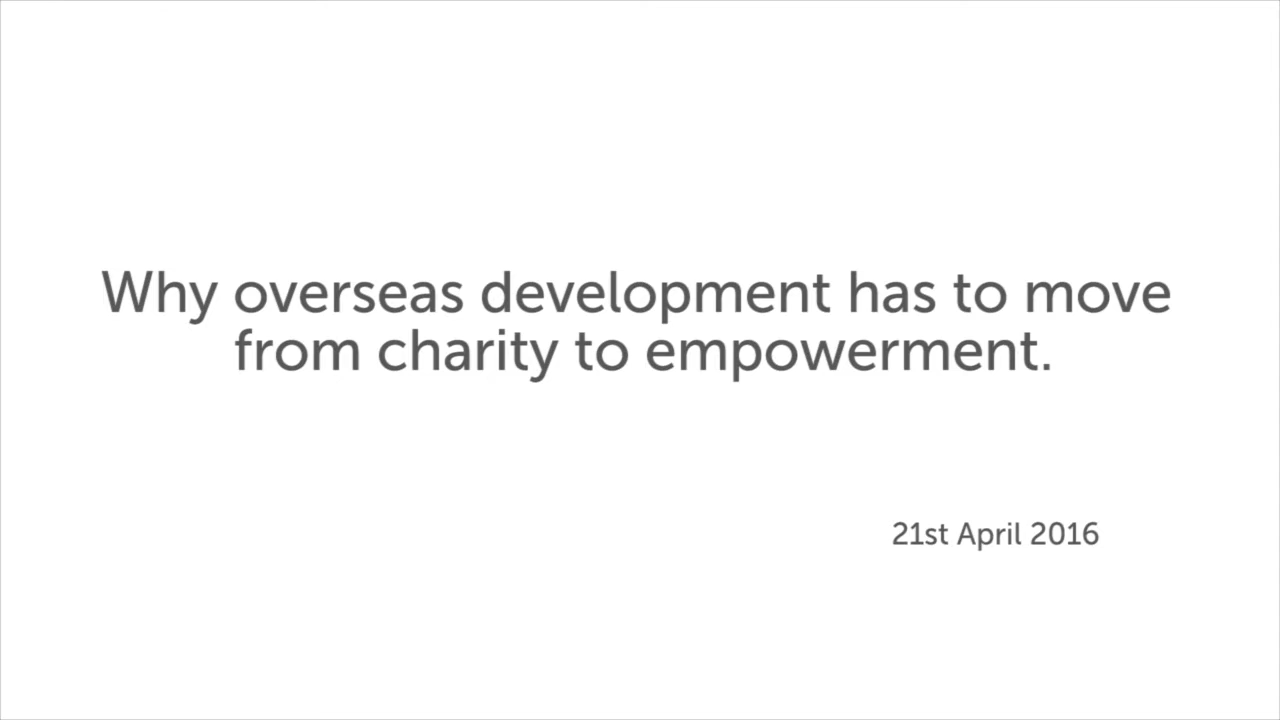 Why overseas development has to move
from charity to empowerment.
21st April 2016